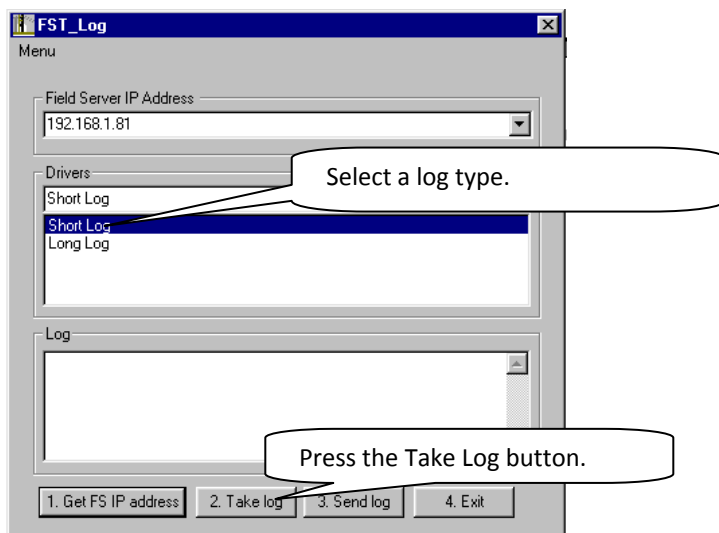 FST_Log
Menu
Field Server IP Address
192.168.1.81
Drivers
Select a log type.
Short Log
Short Log
Long Log
Log
Press the Take Log button.
1. Get FS IP address
2. Take log
3. Send log
4. Exit